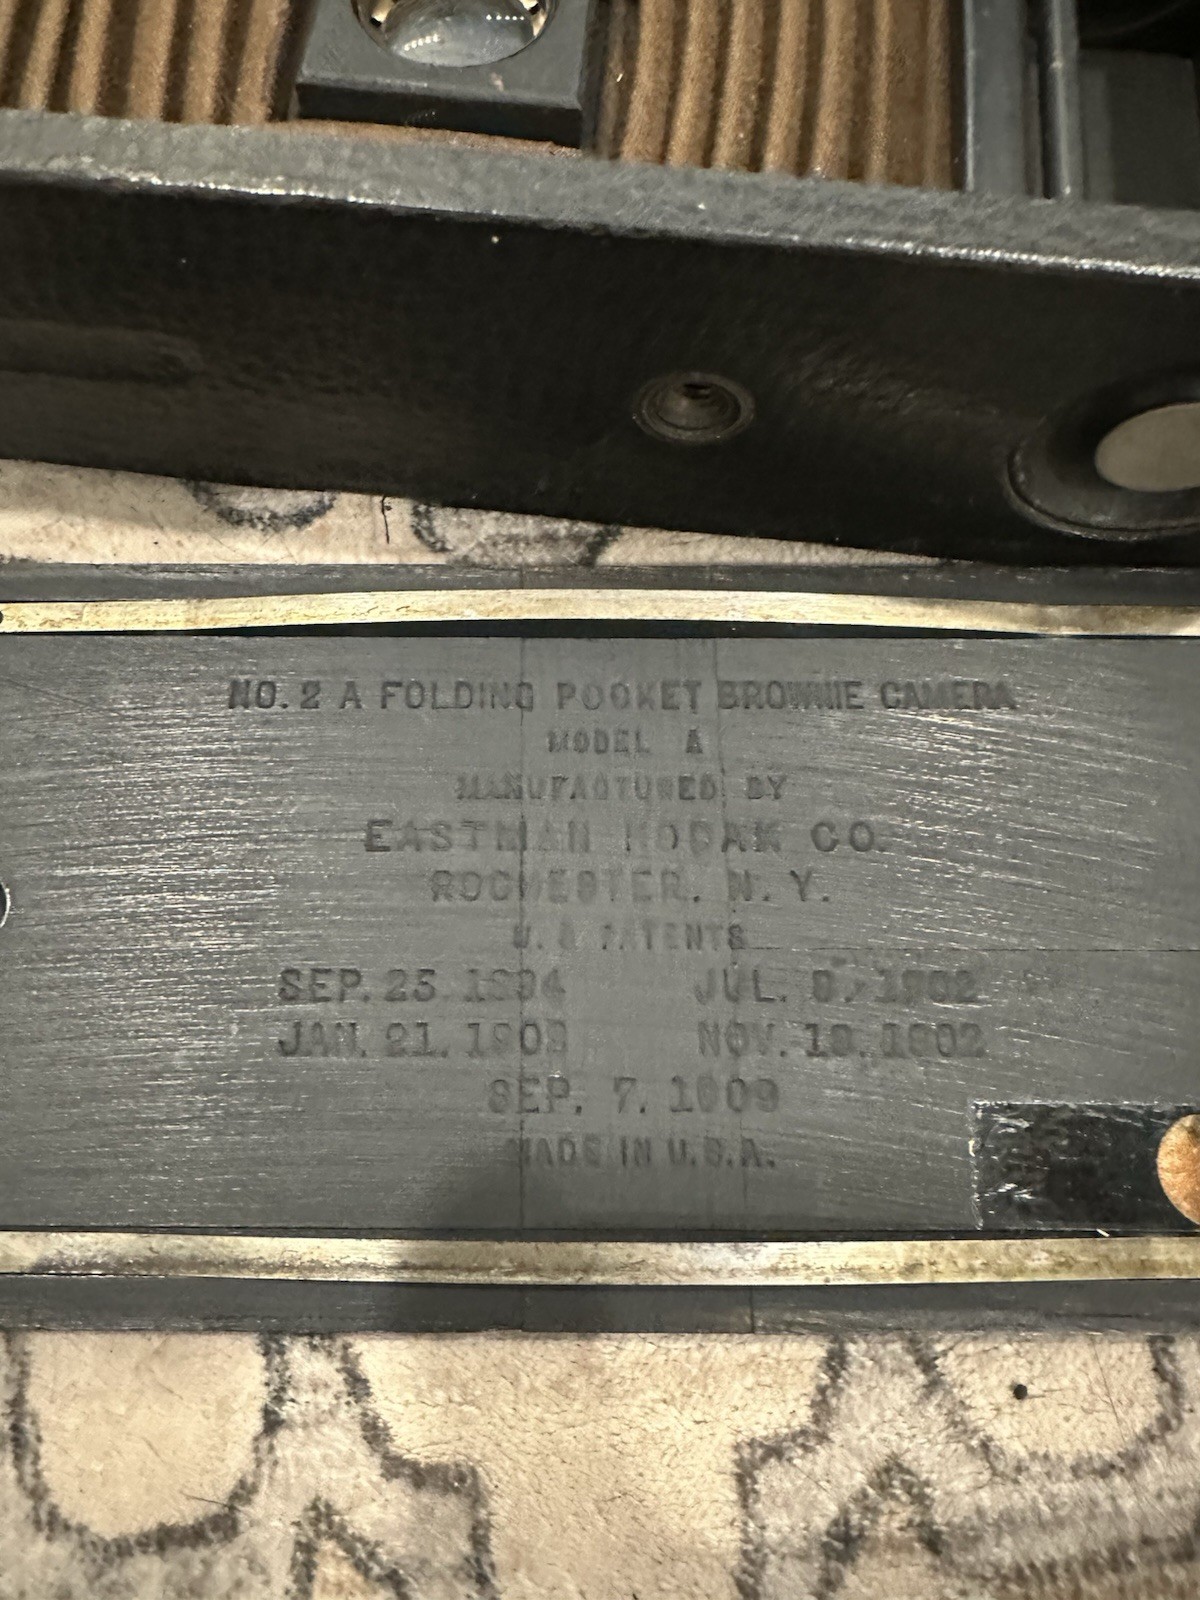 NO. 2 A FOLDING POCKET BROWNIE CAMERA
MODEL A
MANUFACTURED BY
EASTMAN KODAK CO.
ROCHESTER, N. Y.
U. S. PATENTS
SEP. 25. 1894 JUL. 8, 1902
JAN. 21. NOV. 18. 1902
SEP. 7. 1909
MADE IN U.S.A.